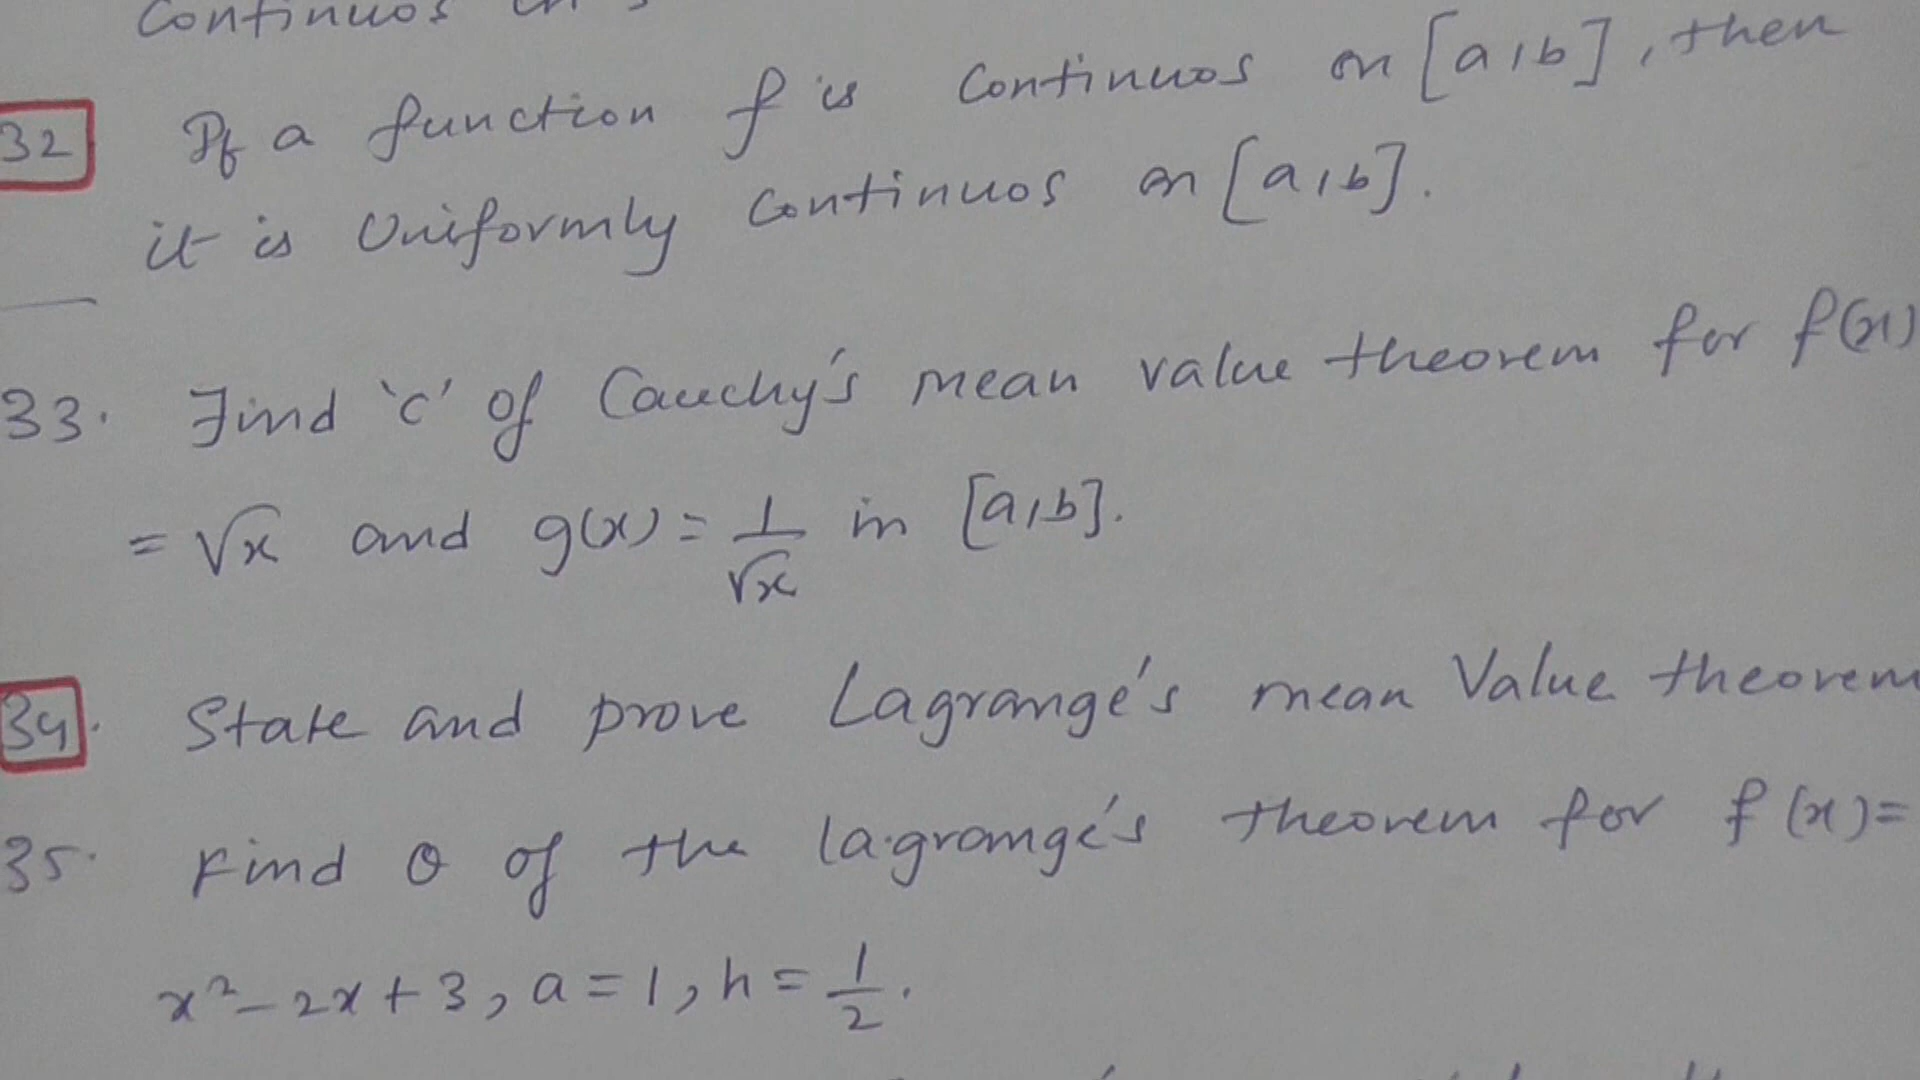 Continuos
32 If a function f is Continuos on [a,b], then
it is Uniformly Continuos on [a,b].
33. Find 'c' of Cauchy's mean value theorem for f(x)
= √x and g(x) = 1/√x in [a,b].
34. State and prove Lagrange's mean Value theorem
35. Find θ of the lagrange's theorem for f(x)=
x²-2x+3, a=1, h=1/2.